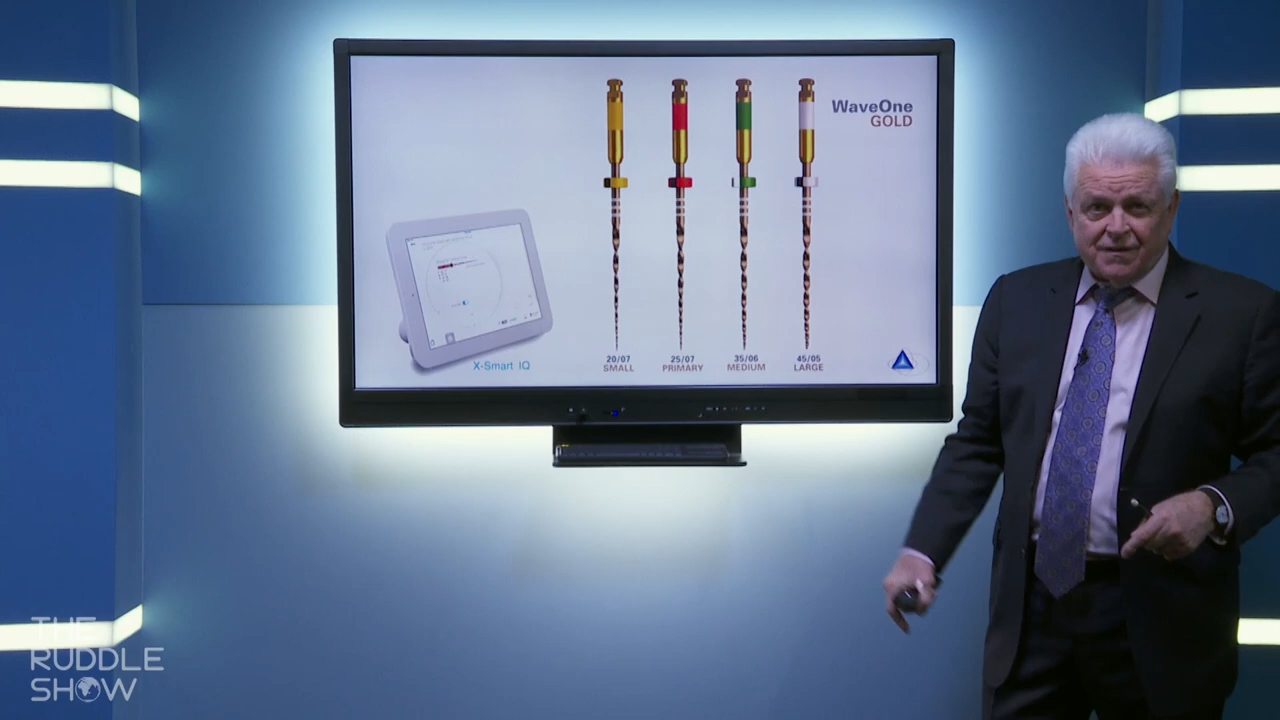 WaveOne
GOLD
X-Smart IQ
20/07
SMALL
25/07
PRIMARY
35/06
MEDIUM
45/05
LARGE
THE
RUDDLE
SHOW